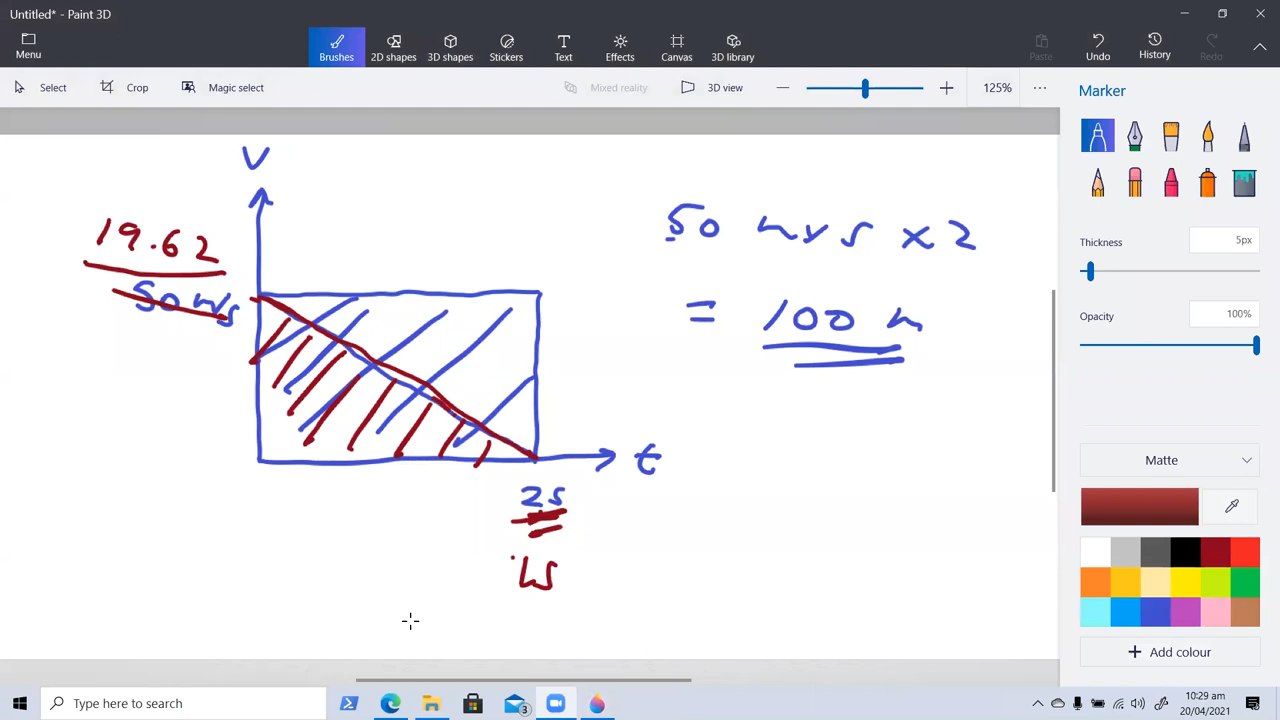 Untitled* - Paint 3D
Menu
Brushes
2D shapes
3D shapes
Stickers
Text
Effects
Canvas
3D library
Paste
Undo
History
Redo
Select
Crop
Magic select
Mixed reality
3D view
125%
Marker
Thickness
5px
Opacity
100%
Matte
Add colour
V
19.62
50 m/s
t
2s
50 m/s x 2
= 100 m
Type here to search
3
10:29 am
20/04/2021